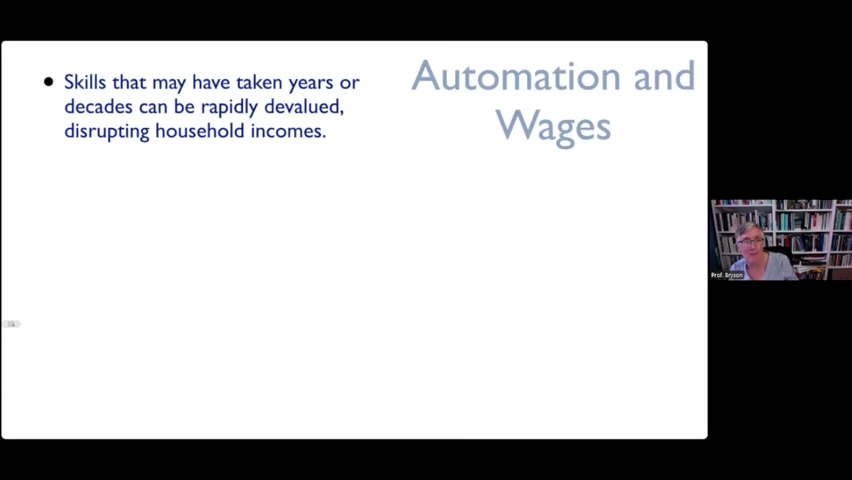 Automation and
Wages
• Skills that may have taken years or
decades can be rapidly devalued,
disrupting household incomes.
Prof. Bryson